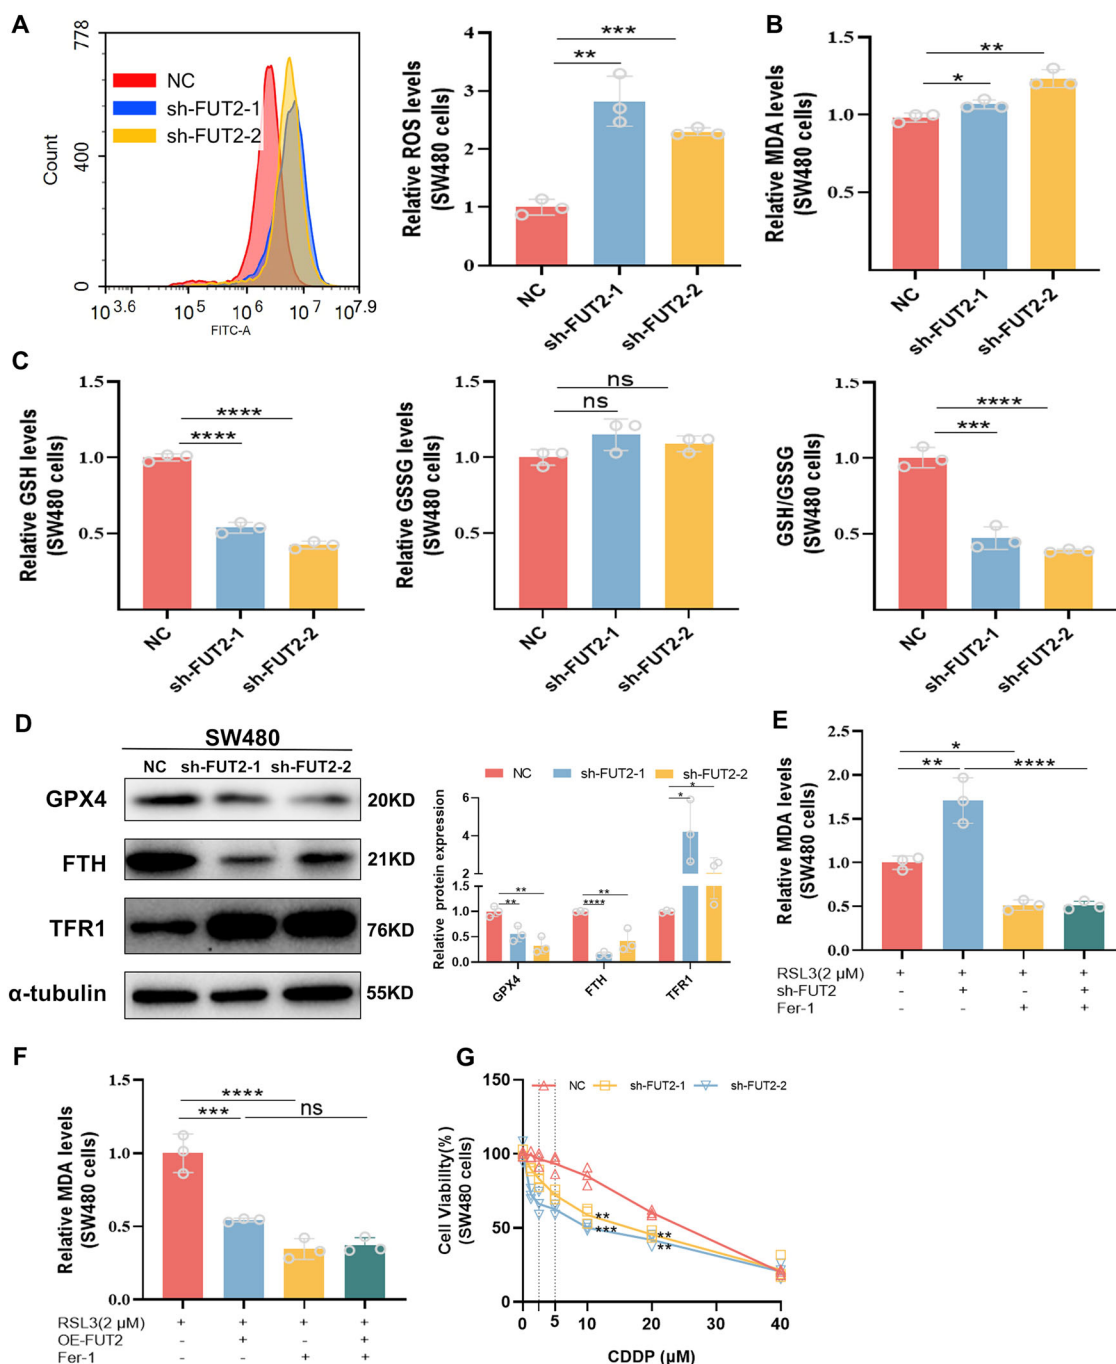 A
778
400
0
Count
NC
sh-FUT2-1
sh-FUT2-2
10^3.6 10^5 10^6 10^7 10^7.9
FITC-A
Relative ROS levels
(SW480 cells)
4
3
2
1
0
**
***
NC
sh-FUT2-1
sh-FUT2-2
B
Relative MDA levels
(SW480 cells)
1.5
1.0
0.5
*
**
NC
sh-FUT2-1
sh-FUT2-2
C
Relative GSH levels
(SW480 cells)
1.5
1.0
0.5
****
****
NC
sh-FUT2-1
sh-FUT2-2
Relative GSSG levels
(SW480 cells)
1.5
1.0
0.5
ns
ns
NC
sh-FUT2-1
sh-FUT2-2
GSH/GSSG
(SW480 cells)
1.5
1.0
0.5
****
***
NC
sh-FUT2-1
sh-FUT2-2
D
SW480
NC sh-FUT2-1 sh-FUT2-2
GPX4 20KD
FTH 21KD
TFR1 76KD
α-tubulin 55KD
NC sh-FUT2-1 sh-FUT2-2
Relative protein expression
6
4
2
1.5
1.0
0.5
0.0
**
**
**
****
*
*
GPX4
FTH
TFR1
E
Relative MDA levels
(SW480 cells)
2.5
2.0
1.5
1.0
0.5
0.0
*
**
****
RSL3(2 μM) + + + +
sh-FUT2 - + - +
Fer-1 - - + +
F
Relative MDA levels
(SW480 cells)
1.5
1.0
0.5
0.0
****
***
ns
RSL3(2 μM) + + + +
OE-FUT2 - + - +
Fer-1 - - + +
G
NC sh-FUT2-1 sh-FUT2-2
Cell Viability(%)
(SW480 cells)
150
100
50
0
**
***
**
**
0 5 10 20 30 40
CDDP (μM)